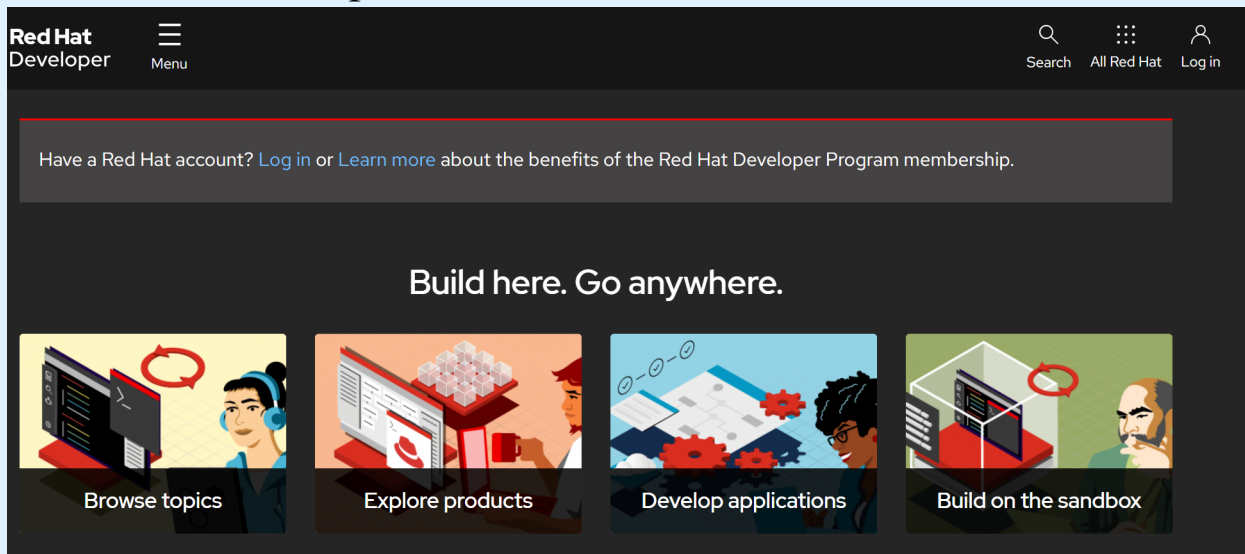 Red Hat
Developer
Menu
Search
All Red Hat
Log in
Have a Red Hat account? Log in or Learn more about the benefits of the Red Hat Developer Program membership.
Build here. Go anywhere.
Browse topics
Explore products
Develop applications
Build on the sandbox